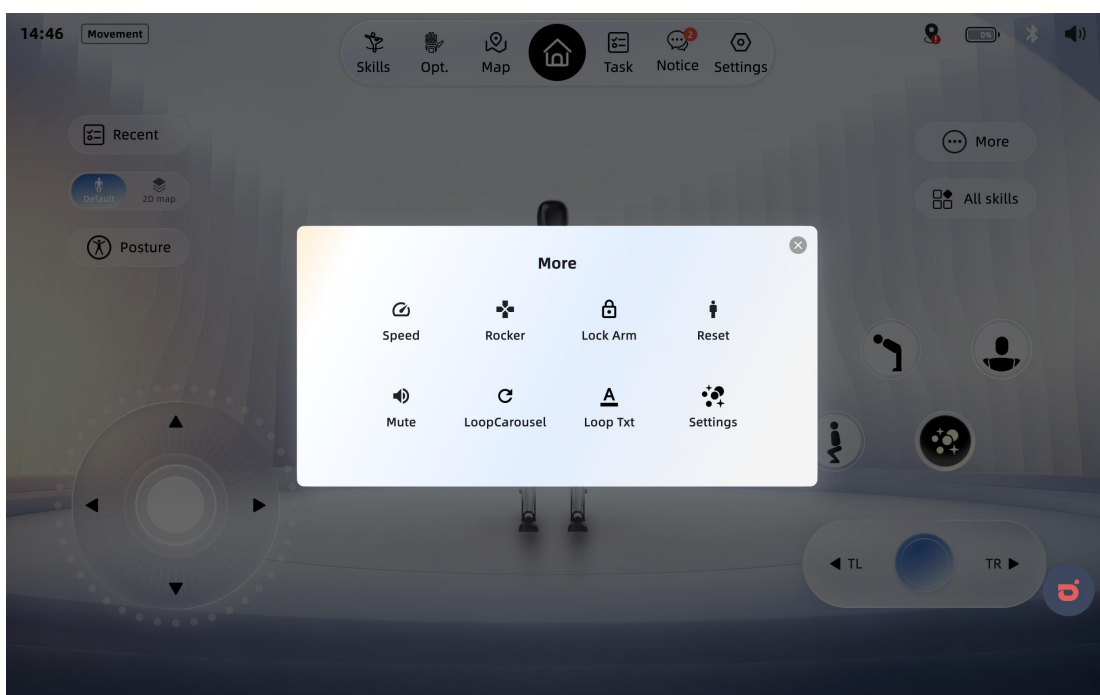 14:46 Movement
Skills Opt. Map Task Notice Settings
2
0%
Recent
More
Default 2D map
All skills
Posture
More
Speed Rocker Lock Arm Reset
Mute LoopCarousel Loop Txt Settings
TL TR